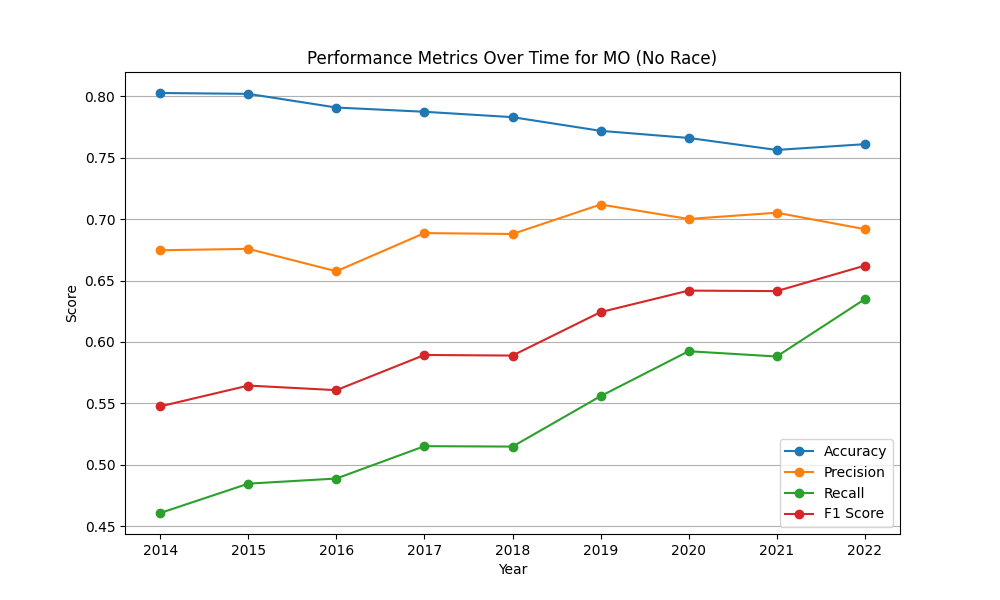 Performance Metrics Over Time for MO (No Race)
0.80
0.75
0.70
0.65
0.60
0.55
0.50
0.45
Score
2014 2015 2016 2017 2018 2019 2020 2021 2022
Year
Accuracy
Precision
Recall
F1 Score